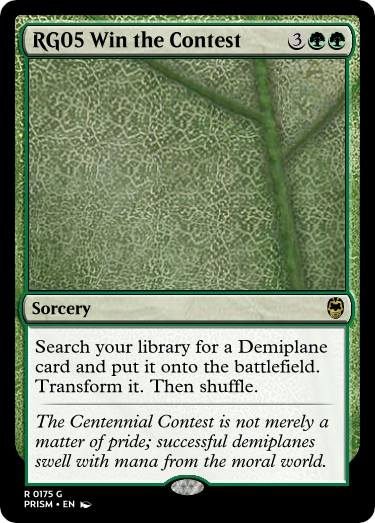 RG05 Win the Contest 3
Sorcery
Search your library for a Demiplane
card and put it onto the battlefield.
Transform it. Then shuffle.
The Centennial Contest is not merely a
matter of pride; successful demiplanes
swell with mana from the moral world.
R 0175 G
PRISM • EN